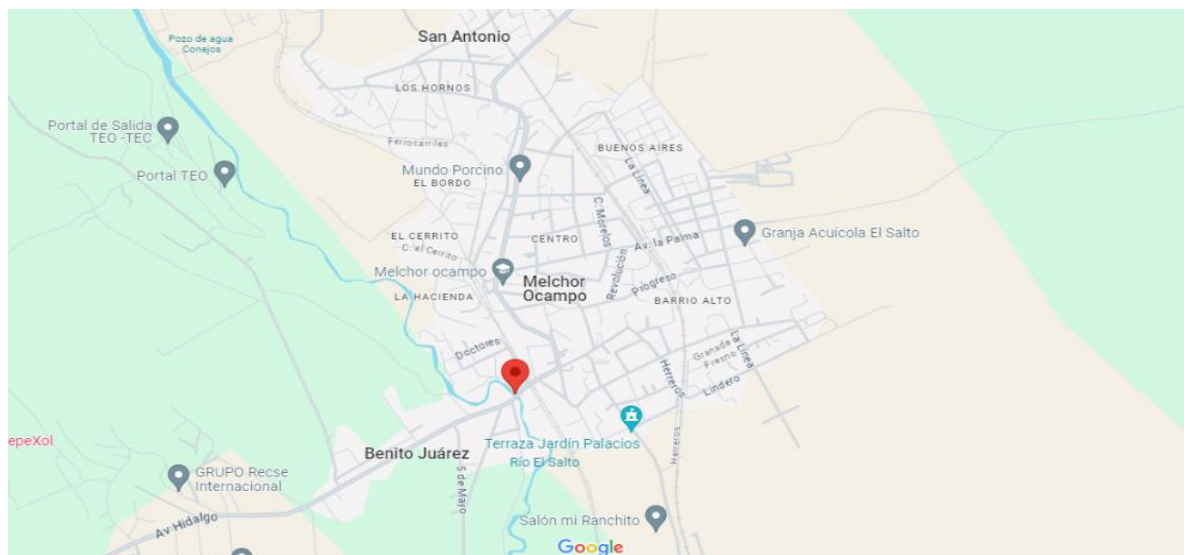 San Antonio
Pozo de agua
Conejos
LOS HORNOS
Portal de Salida
TEO -TEC
Ferrocarriles
BUENOS AIRES
La Línea
Mundo Porcino
Portal TEO
EL BORDO
C. Morelos
EL CERRITO
C. el Cerrito
CENTRO
Av. la Palma
Granja Acuícola El Salto
Melchor ocampo
Melchor
Ocampo
Revolución
Progreso
LA HACIENDA
BARRIO ALTO
Doctores
La Línea
Granada
Fresno
Herreros
Lindero
epeXol
Benito Juárez
Terraza Jardín Palacios
Río El Salto
Herreros
GRUPO Recse
Internacional
5 de Mayo
Av Hidalgo
Salón mi Ranchito
Google